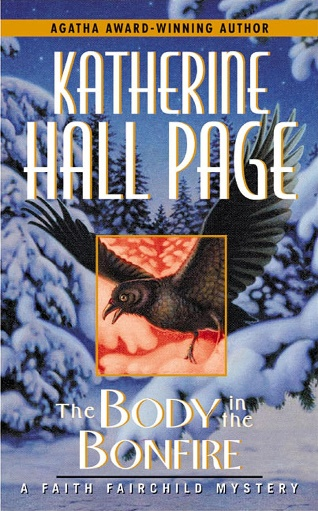 AGATHA AWARD-WINNING AUTHOR
KATHERINE
HALL PAGE
The BODY in the
BONFIRE
A FAITH FAIRCHILD MYSTERY